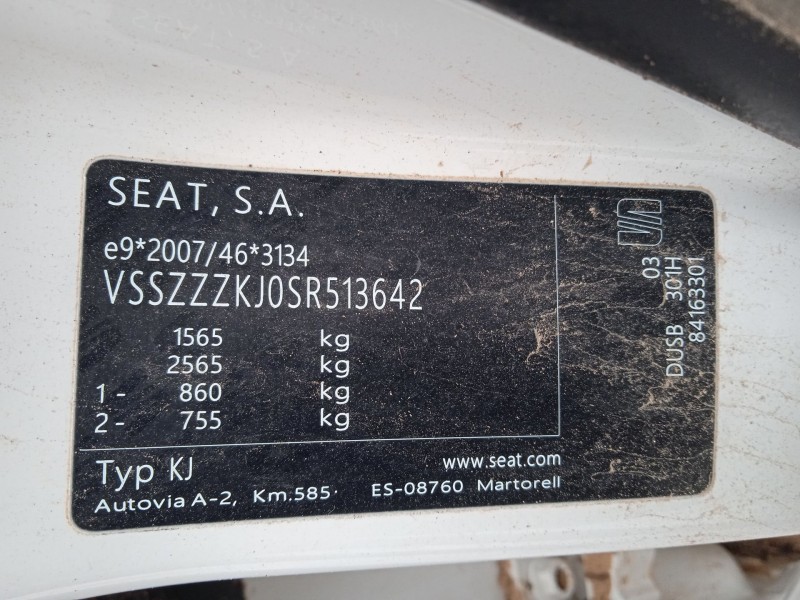 SEAT, S.A.
e9*2007/46*3134
VSSZZZKJ0SR513642
1565 kg
2565 kg
1- 860 kg
2- 755 kg
Typ KJ
www.seat.com
Autovia A-2, Km.585. ES-08760 Martorell
03
DUSB 301H
84163301